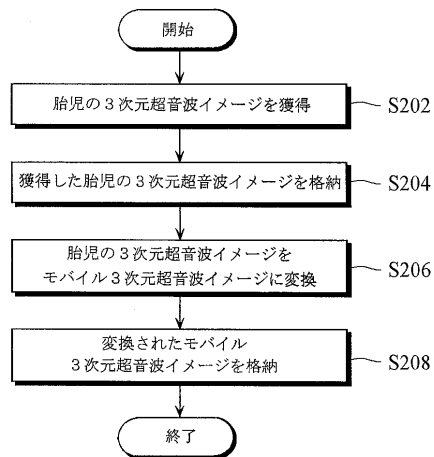 開始
胎児の3次元超音波イメージを獲得
S202
獲得した胎児の3次元超音波イメージを格納
S204
胎児の3次元超音波イメージを
モバイル3次元超音波イメージに変換
S206
変換されたモバイル
3次元超音波イメージを格納
S208
終了